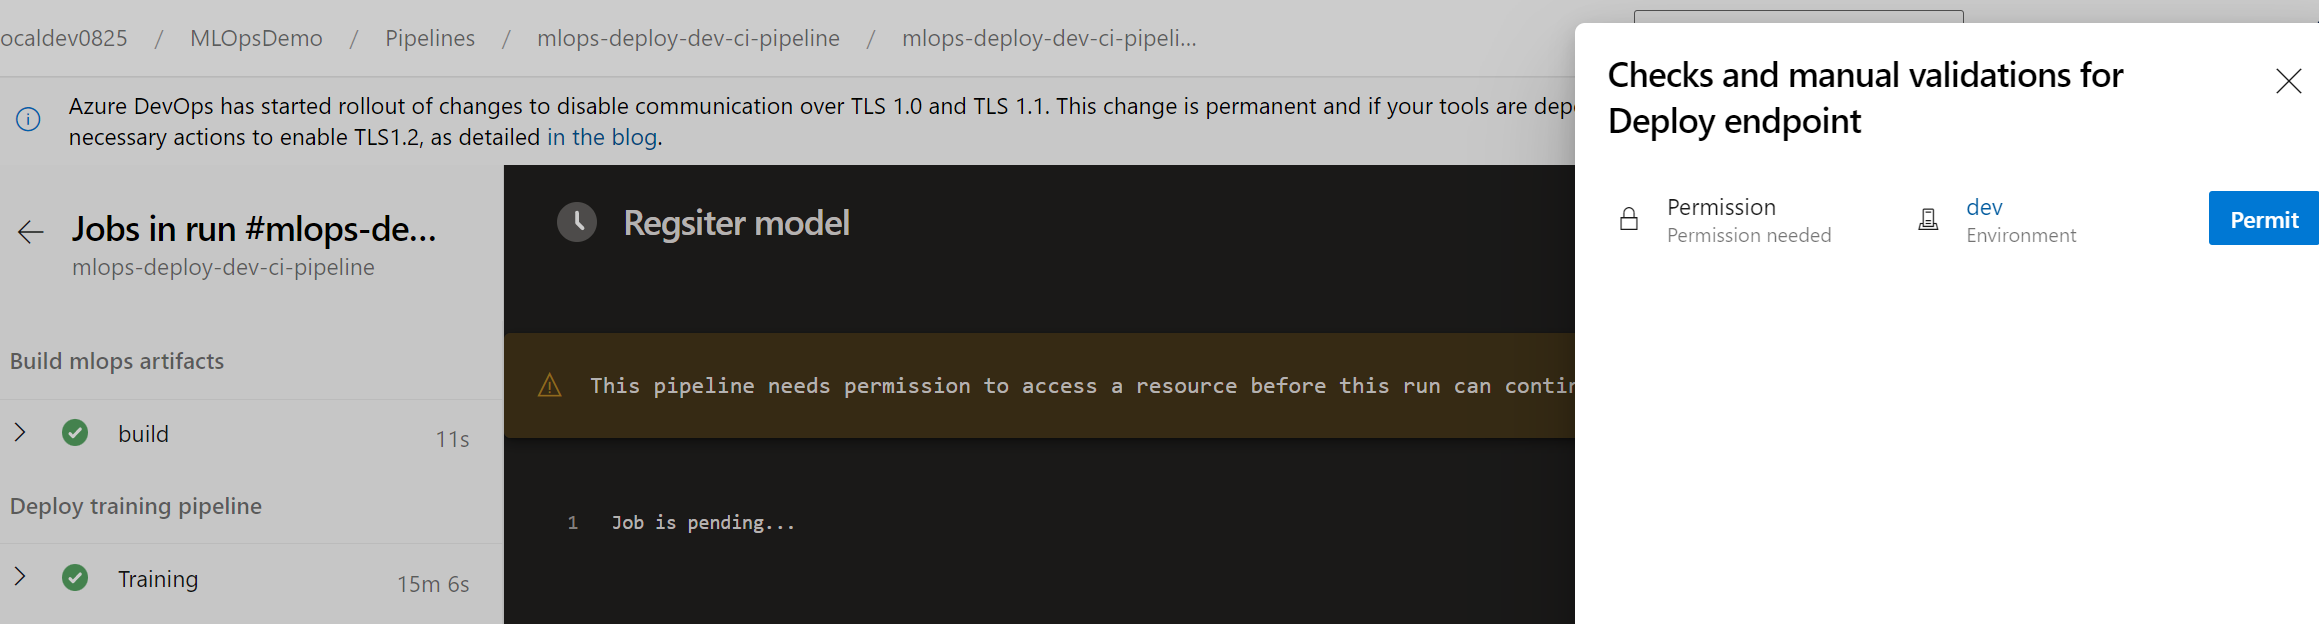 ocaldev0825 / MLOpsDemo / Pipelines / mlops-deploy-dev-ci-pipeline / mlops-deploy-dev-ci-pipeli...
Azure DevOps has started rollout of changes to disable communication over TLS 1.0 and TLS 1.1. This change is permanent and if your tools are dep
necessary actions to enable TLS1.2, as detailed in the blog.
Jobs in run #mlops-de...
mlops-deploy-dev-ci-pipeline
Build mlops artifacts
build 11s
Deploy training pipeline
Training 15m 6s
Regsiter model
This pipeline needs permission to access a resource before this run can contin
1 Job is pending...
Checks and manual validations for
Deploy endpoint
Permission
Permission needed
dev
Environment
Permit